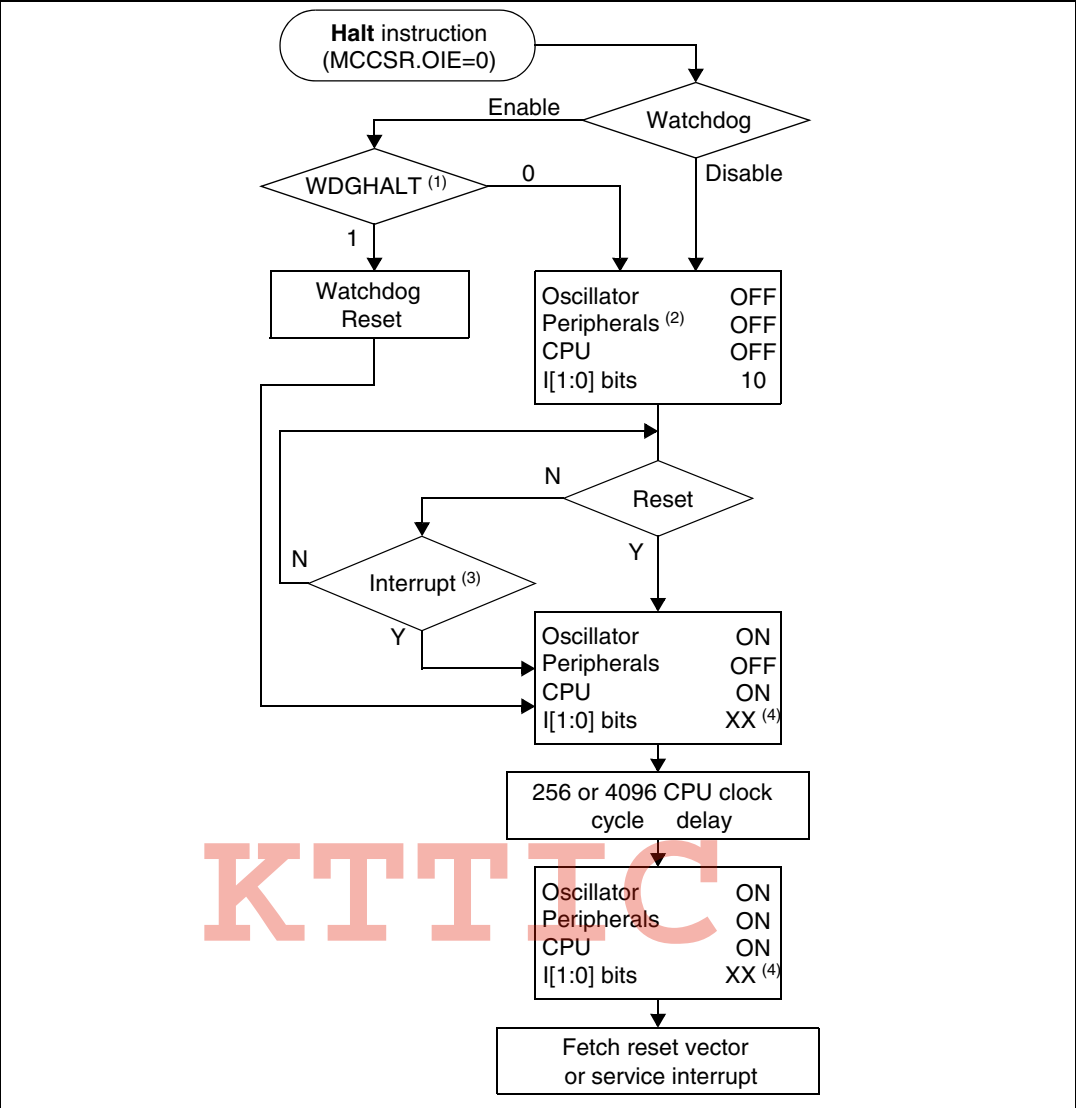 Halt instruction
(MCCSR.OIE=0)
Enable
Watchdog
Disable
WDGHALT (1)
0
1
Watchdog
Reset
Oscillator OFF
Peripherals (2) OFF
CPU OFF
I[1:0] bits 10
N
Reset
Y
N
Interrupt (3)
Y
Oscillator ON
Peripherals OFF
CPU ON
I[1:0] bits XX (4)
256 or 4096 CPU clock
cycle delay
KTTIC
Oscillator ON
Peripherals ON
CPU ON
I[1:0] bits XX (4)
Fetch reset vector
or service interrupt